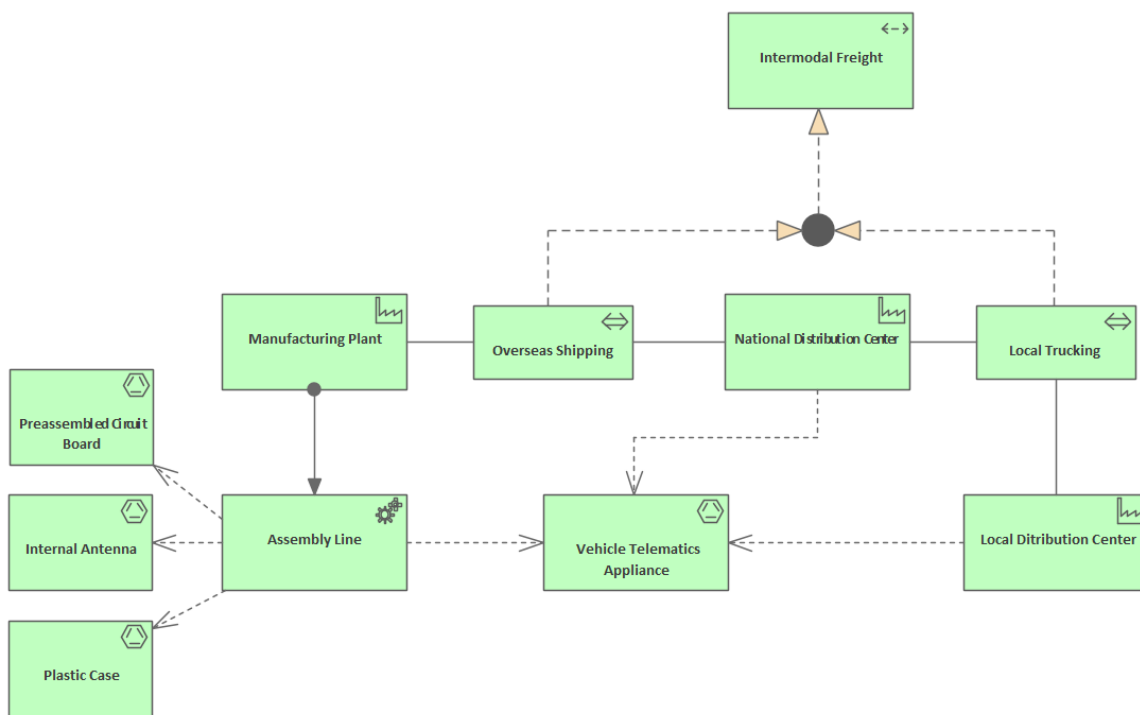 Intermodal Freight
Manufacturing Plant
Overseas Shipping
National Distribution Center
Local Trucking
Preassembled Circuit
Board
Internal Antenna
Assembly Line
Vehicle Telematics
Appliance
Local Ditribution Center
Plastic Case